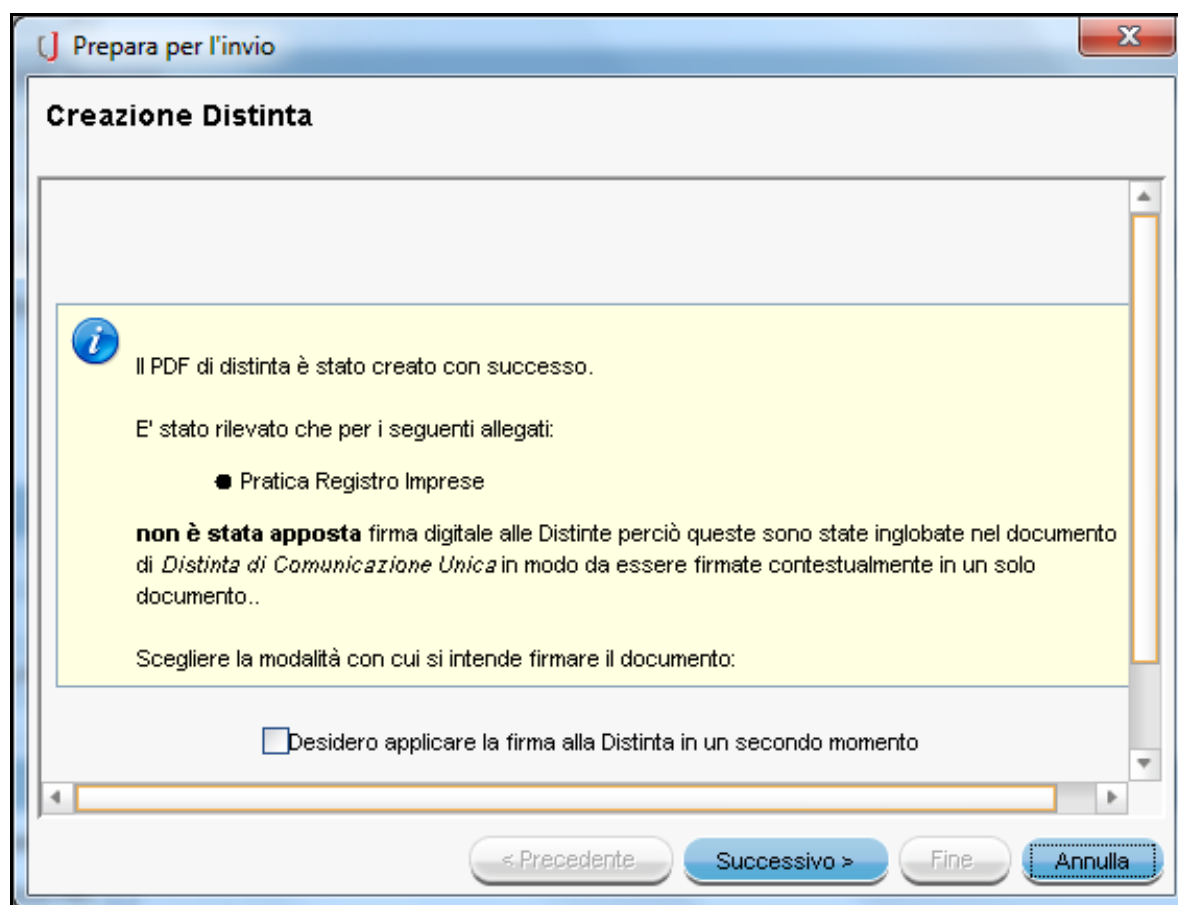 Prepara per l'invio
Creazione Distinta
Il PDF di distinta è stato creato con successo.
E' stato rilevato che per i seguenti allegati:
● Pratica Registro Imprese
non è stata apposta firma digitale alle Distinte perciò queste sono state inglobate nel documento
di Distinta di Comunicazione Unica in modo da essere firmate contestualmente in un solo
documento..
Scegliere la modalità con cui si intende firmare il documento:
Desidero applicare la firma alla Distinta in un secondo momento
< Precedente
Successivo >
Fine
Annulla